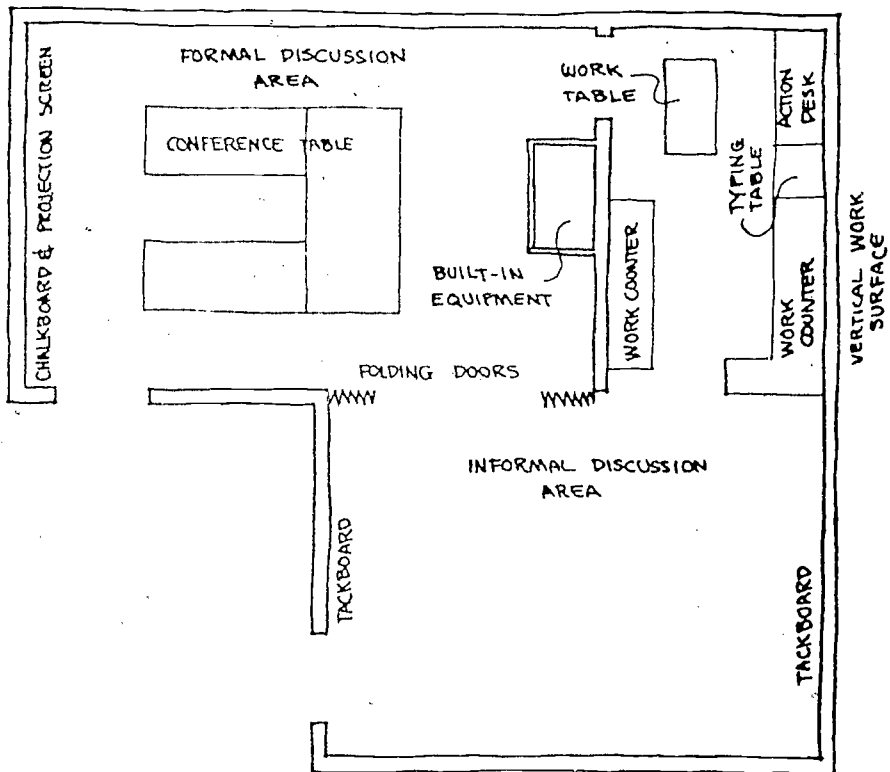 FORMAL DISCUSSION
AREA
CHALKBOARD & PROJECTION SCREEN
CONFERENCE TABLE
WORK
TABLE
ACTION
DESK
TYPING
TABLE
BUILT-IN
EQUIPMENT
WORK COUNTER
WORK
COUNTER
VERTICAL WORK
SURFACE
FOLDING DOORS
INFORMAL DISCUSSION
AREA
TACKBOARD
TACKBOARD